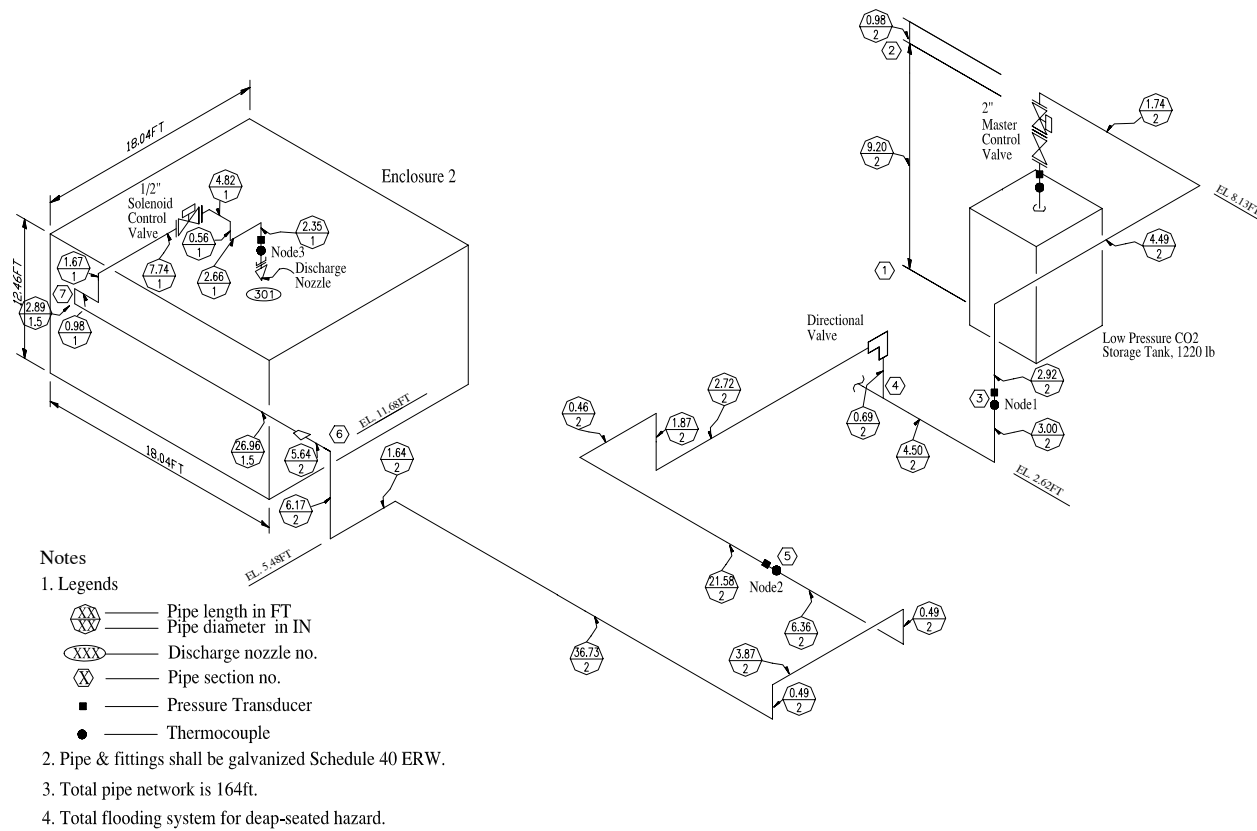 0.98
2
2
2"
Master
Control
Valve
1.74
2
9.20
2
EL 8.13FT
18.04FT
4.82
1
Enclosure 2
1/2"
Solenoid
Control
Valve
2.35
1
0.56
1
Node3
1.67
1
12.46FT
7.74
1
2.66
1
Discharge
Nozzle
301
4.49
2
1
7
2.89
1.5
0.98
1
Directional
Valve
Low Pressure CO2
Storage Tank, 1220 lb
2.92
2
4
3
Node1
2.72
2
0.46
2
1.87
2
0.69
2
3.00
2
4.50
2
EL. 2.62FT
EL. 11.68FT
6
26.96
1.5
5.64
2
1.64
2
18.04FT
6.17
2
EL. 5.48FT
5
Node2
21.58
2
6.36
2
0.49
2
36.73
2
3.87
2
0.49
2
Notes
1. Legends
XX
XX
Pipe length in FT
Pipe diameter in IN
XXX
Discharge nozzle no.
X
Pipe section no.
Pressure Transducer
Thermocouple
2. Pipe & fittings shall be galvanized Schedule 40 ERW.
3. Total pipe network is 164ft.
4. Total flooding system for deap-seated hazard.